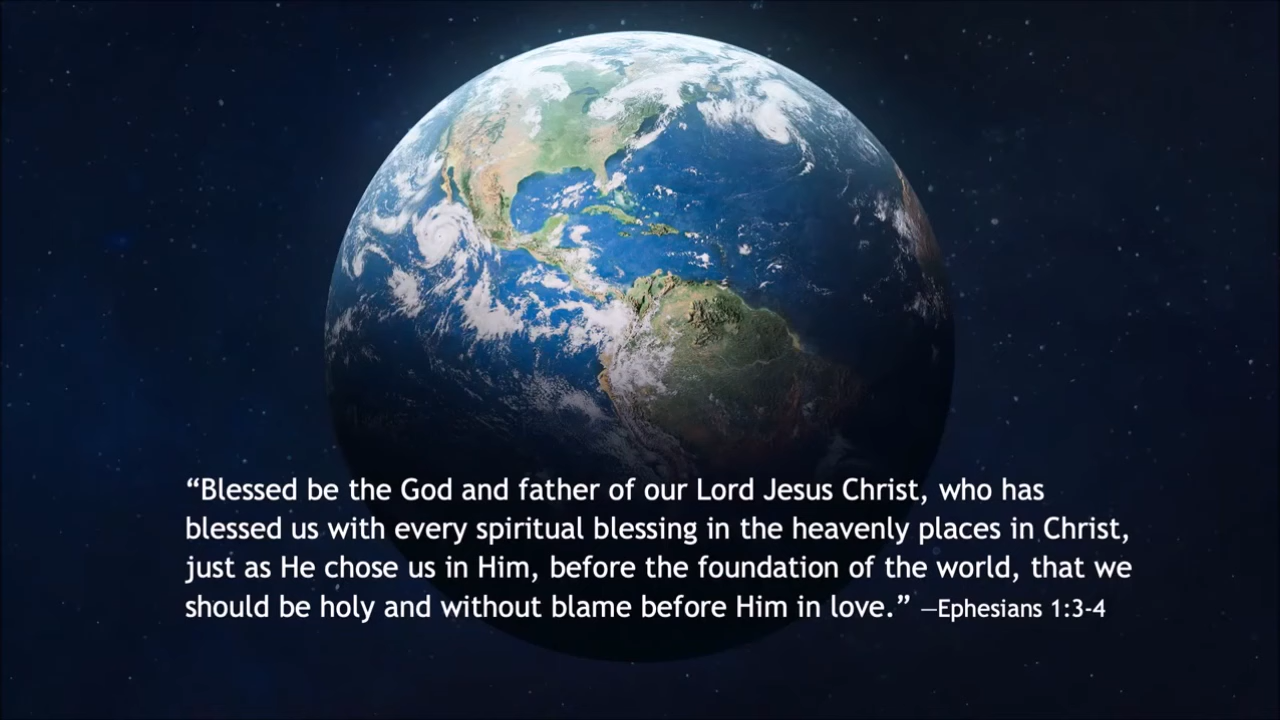 “Blessed be the God and father of our Lord Jesus Christ, who has
blessed us with every spiritual blessing in the heavenly places in Christ,
just as He chose us in Him, before the foundation of the world, that we
should be holy and without blame before Him in love.” —Ephesians 1:3-4